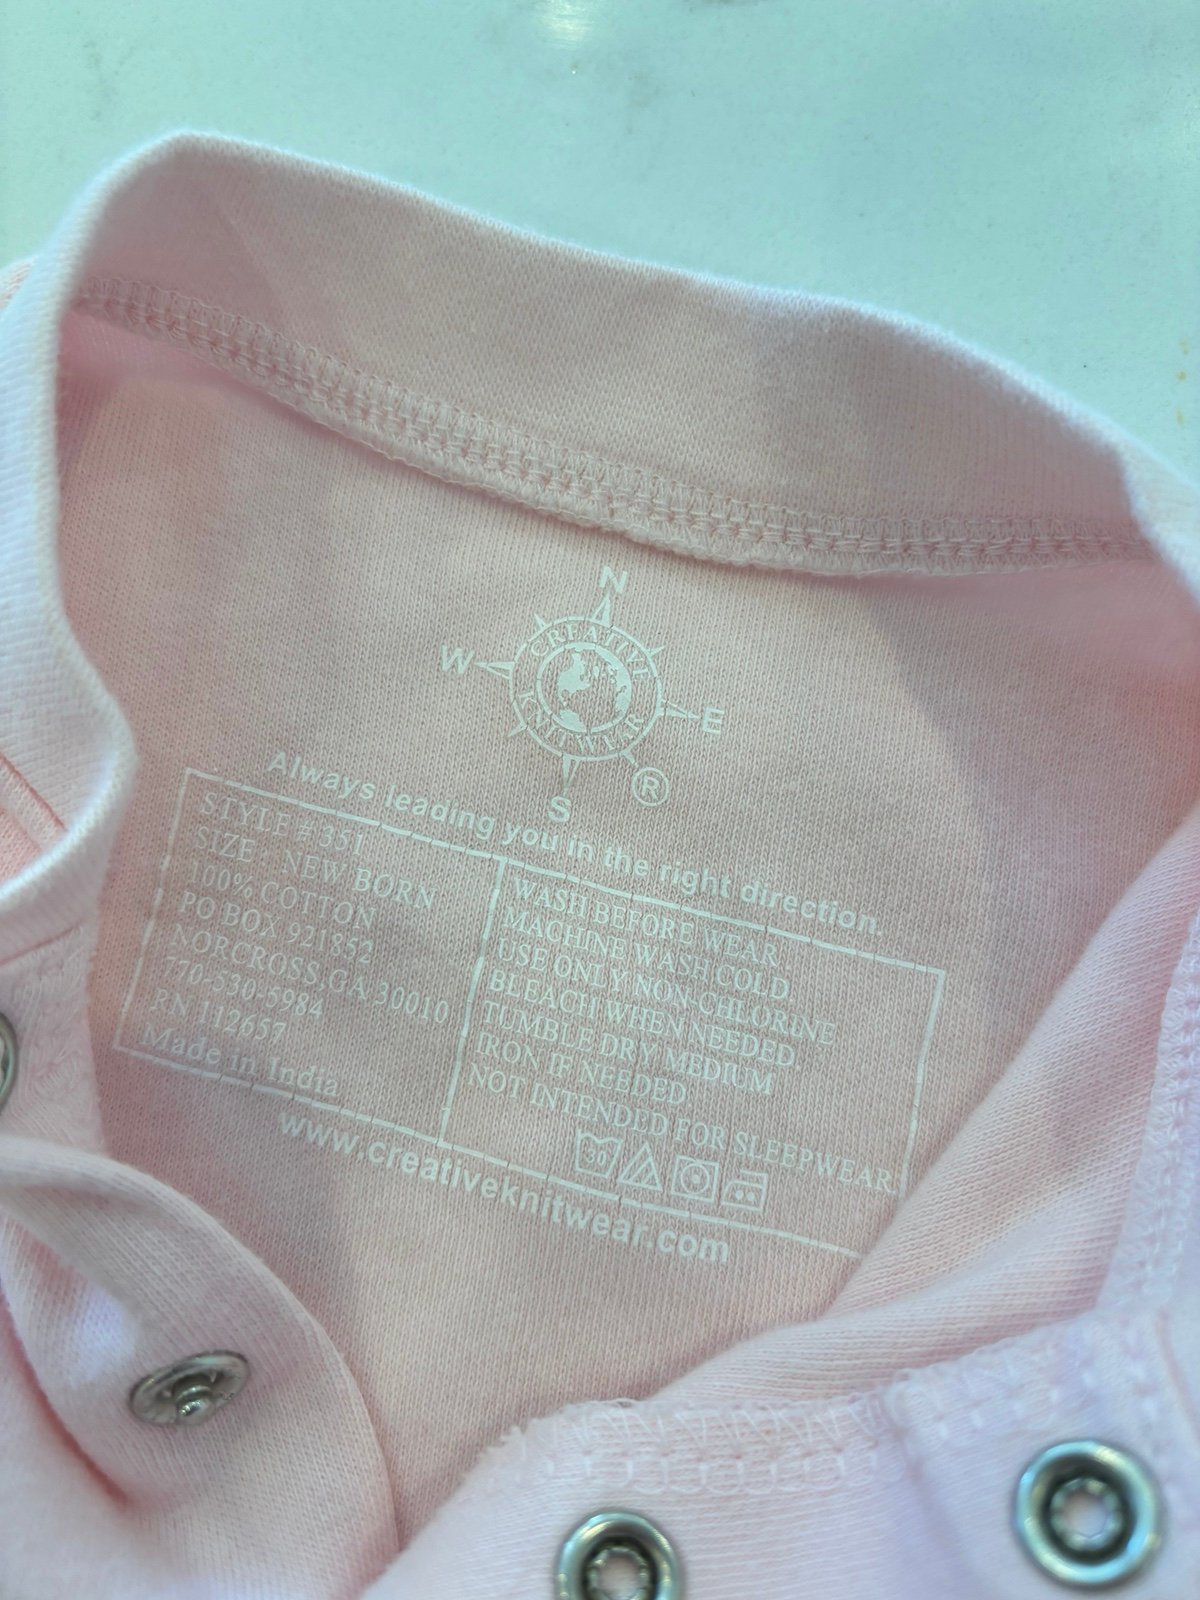 N
CREATIVE
W
E
KNITWEAR
®
S
Always leading you in the right direction
STYLE # 351
SIZE : NEW BORN
100% COTTON
PO BOX 921852
NORCROSS,GA 30010
770-530-5984
RN 112657
Made in India
WASH BEFORE WEAR
MACHINE WASH COLD
USE ONLY NON-CHLORINE
BLEACH WHEN NEEDED
TUMBLE DRY MEDIUM
IRON IF NEEDED
NOT INTENDED FOR SLEEPWEAR
30
www.creativeknitwear.com